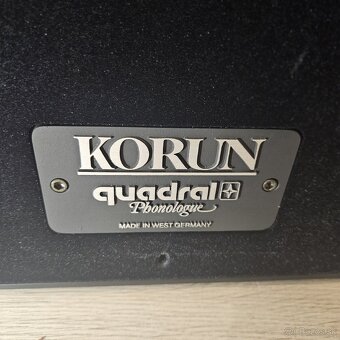 KORUN
quadral
Phonologue
MADE IN WEST GERMANY